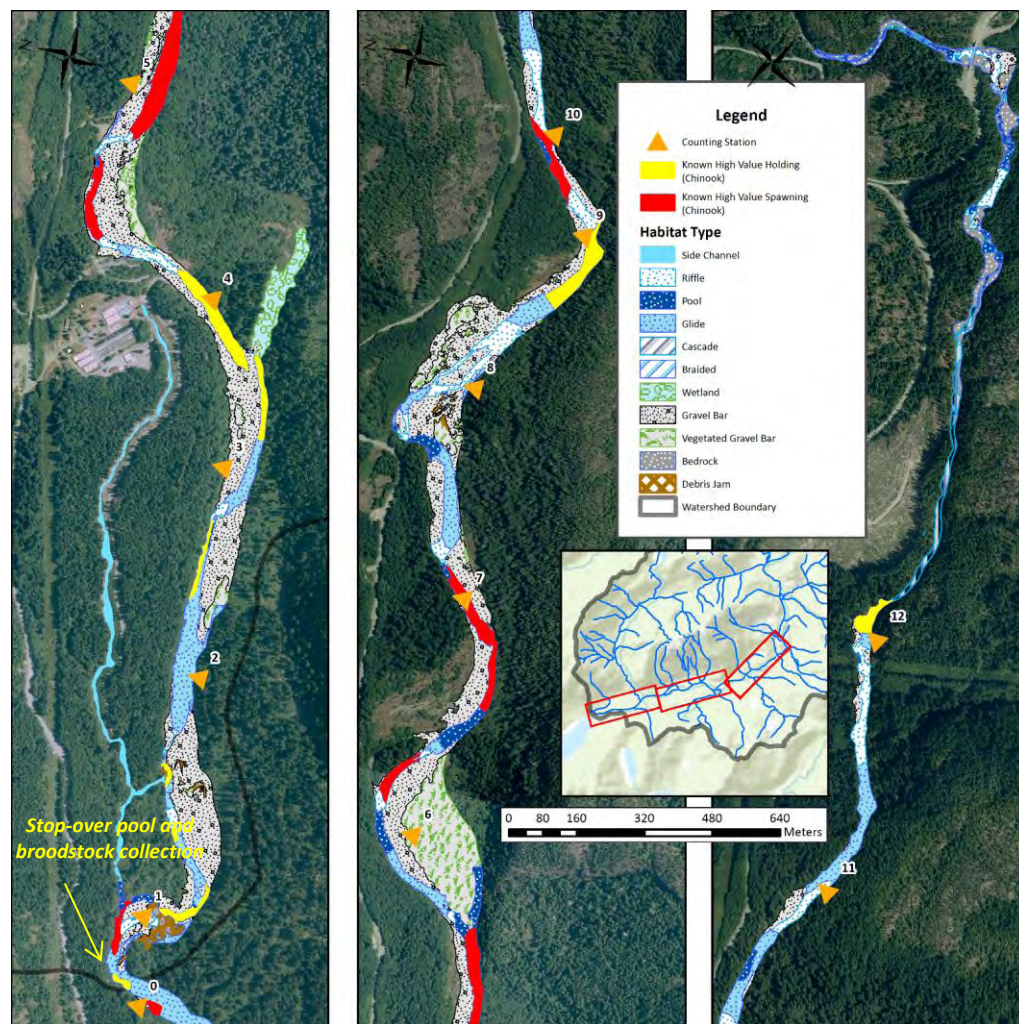 N
5
4
3
2
Stop-over pool and
broodstock collection
1
0
N
10
9
8
7
6
Legend
Counting Station
Known High Value Holding
(Chinook)
Known High Value Spawning
(Chinook)
Habitat Type
Side Channel
Riffle
Pool
Glide
Cascade
Braided
Wetland
Gravel Bar
Vegetated Gravel Bar
Bedrock
Debris Jam
Watershed Boundary
0 80 160 320 480 640
Meters
N
12
11